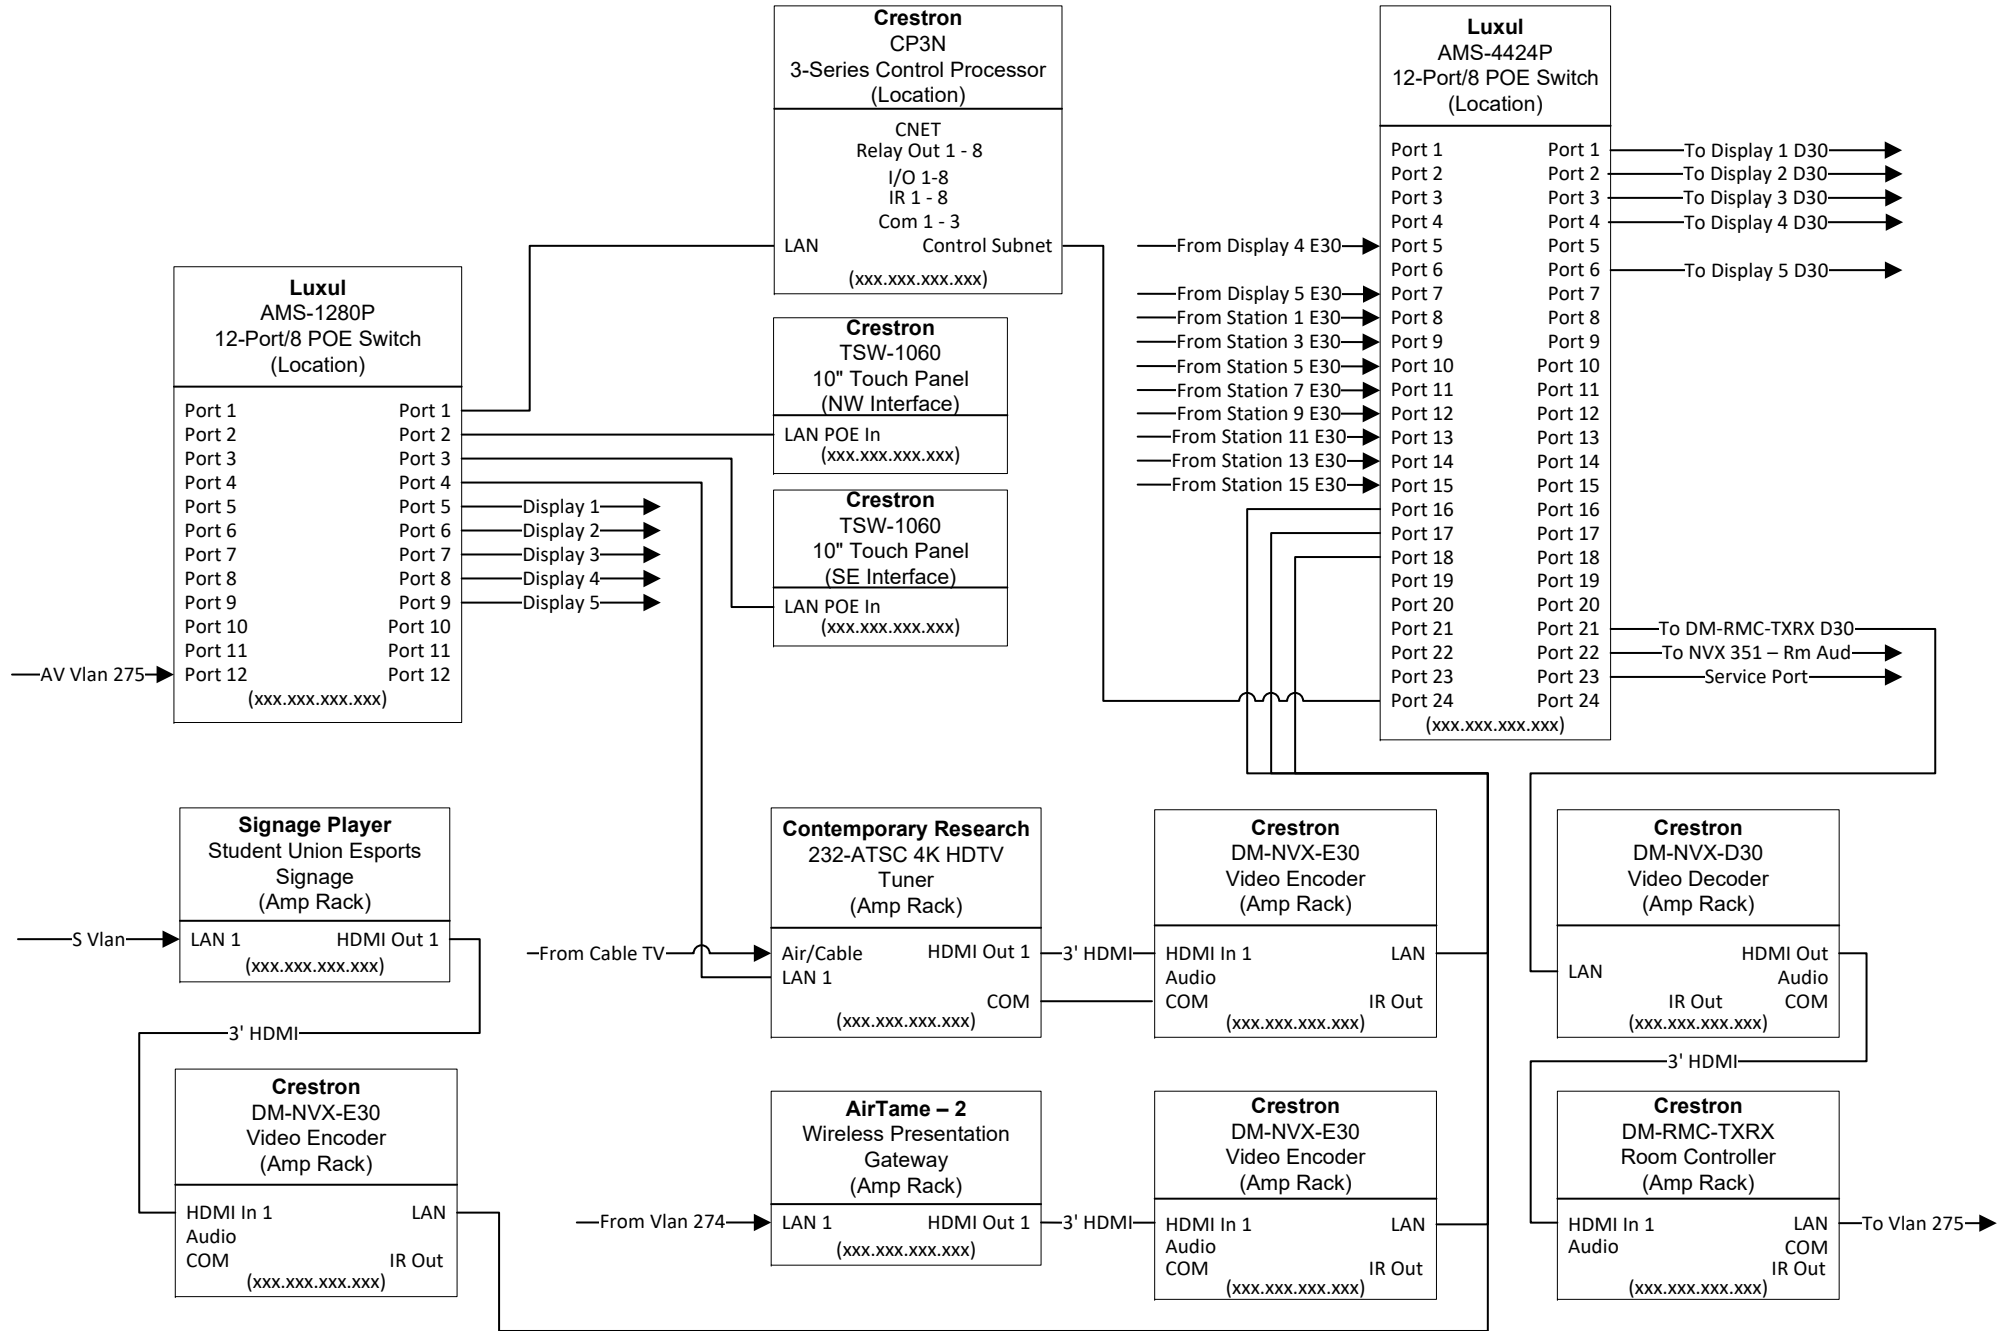 Crestron
CP3N
3-Series Control Processor
(Location)
CNET
Relay Out 1 - 8
I/O 1-8
IR 1 - 8
Com 1 - 3
LAN Control Subnet
(xxx.xxx.xxx.xxx)
Luxul
AMS-4424P
12-Port/8 POE Switch
(Location)
Port 1 Port 1 To Display 1 D30
Port 2 Port 2 To Display 2 D30
Port 3 Port 3 To Display 3 D30
Port 4 Port 4 To Display 4 D30
From Display 4 E30 Port 5 Port 5
Port 6 Port 6 To Display 5 D30
From Display 5 E30 Port 7 Port 7
From Station 1 E30 Port 8 Port 8
From Station 3 E30 Port 9 Port 9
From Station 5 E30 Port 10 Port 10
From Station 7 E30 Port 11 Port 11
From Station 9 E30 Port 12 Port 12
From Station 11 E30 Port 13 Port 13
From Station 13 E30 Port 14 Port 14
From Station 15 E30 Port 15 Port 15
Port 16 Port 16
Port 17 Port 17
Port 18 Port 18
Port 19 Port 19
Port 20 Port 20
Port 21 Port 21 To DM-RMC-TXRX D30
Port 22 Port 22 To NVX 351 – Rm Aud
Port 23 Port 23 Service Port
Port 24 Port 24
(xxx.xxx.xxx.xxx)
Luxul
AMS-1280P
12-Port/8 POE Switch
(Location)
Port 1 Port 1
Port 2 Port 2
Port 3 Port 3
Port 4 Port 4
Port 5 Port 5 Display 1
Port 6 Port 6 Display 2
Port 7 Port 7 Display 3
Port 8 Port 8 Display 4
Port 9 Port 9 Display 5
Port 10 Port 10
Port 11 Port 11
AV Vlan 275 Port 12 Port 12
(xxx.xxx.xxx.xxx)
Crestron
TSW-1060
10" Touch Panel
(NW Interface)
LAN POE In
(xxx.xxx.xxx.xxx)
Crestron
TSW-1060
10" Touch Panel
(SE Interface)
LAN POE In
(xxx.xxx.xxx.xxx)
Signage Player
Student Union Esports
Signage
(Amp Rack)
S Vlan LAN 1 HDMI Out 1
(xxx.xxx.xxx.xxx)
3' HDMI
Contemporary Research
232-ATSC 4K HDTV
Tuner
(Amp Rack)
From Cable TV Air/Cable HDMI Out 1 3' HDMI
LAN 1
COM
(xxx.xxx.xxx.xxx)
Crestron
DM-NVX-E30
Video Encoder
(Amp Rack)
HDMI In 1 LAN
Audio
COM IR Out
(xxx.xxx.xxx.xxx)
Crestron
DM-NVX-D30
Video Decoder
(Amp Rack)
HDMI Out
LAN Audio
IR Out COM
(xxx.xxx.xxx.xxx)
3' HDMI
Crestron
DM-NVX-E30
Video Encoder
(Amp Rack)
HDMI In 1 LAN
Audio
COM IR Out
(xxx.xxx.xxx.xxx)
AirTame – 2
Wireless Presentation
Gateway
(Amp Rack)
From Vlan 274 LAN 1 HDMI Out 1 3' HDMI
(xxx.xxx.xxx.xxx)
Crestron
DM-NVX-E30
Video Encoder
(Amp Rack)
HDMI In 1 LAN
Audio
COM IR Out
(xxx.xxx.xxx.xxx)
Crestron
DM-RMC-TXRX
Room Controller
(Amp Rack)
HDMI In 1 LAN To Vlan 275
Audio COM
IR Out
(xxx.xxx.xxx.xxx)